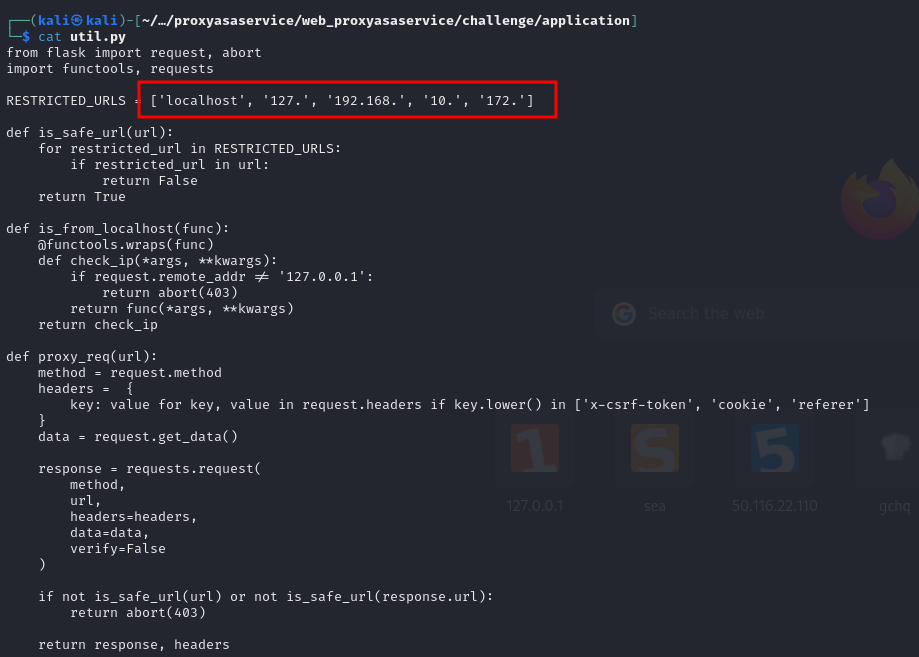 ┌──(kali㉿kali)-[~/…/proxyasaservice/web_proxyasaservice/challenge/application]
└─$ cat util.py
from flask import request, abort
import functools, requests

RESTRICTED_URLS = ['localhost', '127.', '192.168.', '10.', '172.']

def is_safe_url(url):
    for restricted_url in RESTRICTED_URLS:
        if restricted_url in url:
            return False
    return True

def is_from_localhost(func):
    @functools.wraps(func)
    def check_ip(*args, **kwargs):
        if request.remote_addr != '127.0.0.1':
            return abort(403)
        return func(*args, **kwargs)
    return check_ip

def proxy_req(url):
    method = request.method
    headers =  {
        key: value for key, value in request.headers if key.lower() in ['x-csrf-token', 'cookie', 'referer']
    }
    data = request.get_data()

    response = requests.request(
        method,
        url,
        headers=headers,
        data=data,
        verify=False
    )

    if not is_safe_url(url) or not is_safe_url(response.url):
        return abort(403)

    return response, headers
Search the web
1
S
5
127.0.0.1
sea
50.116.22.110
gchq